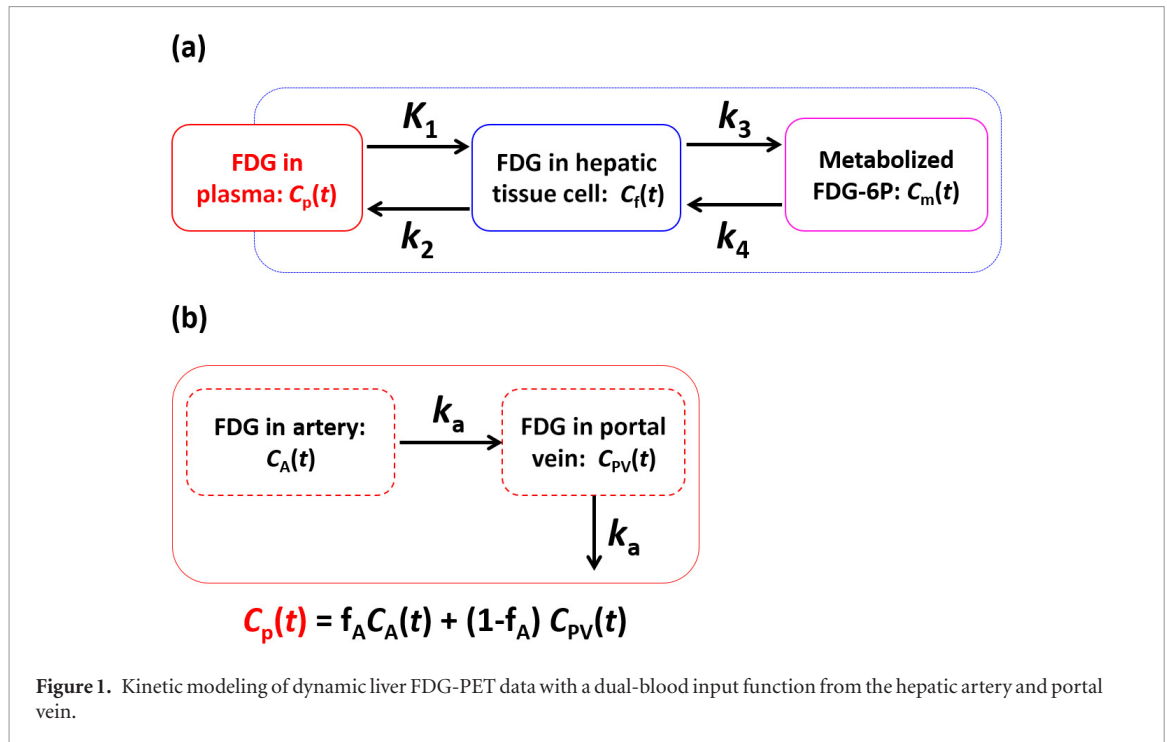 (a)
K1
k3
FDG in
plasma: Cp(t)
FDG in hepatic
tissue cell: Cf(t)
Metabolized
FDG-6P: Cm(t)
k2
k4
(b)
FDG in artery:
CA(t)
ka
FDG in portal
vein: CPV(t)
ka
Cp(t) = fACA(t) + (1-fA) CPV(t)
Figure 1. Kinetic modeling of dynamic liver FDG-PET data with a dual-blood input function from the hepatic artery and portal
vein.